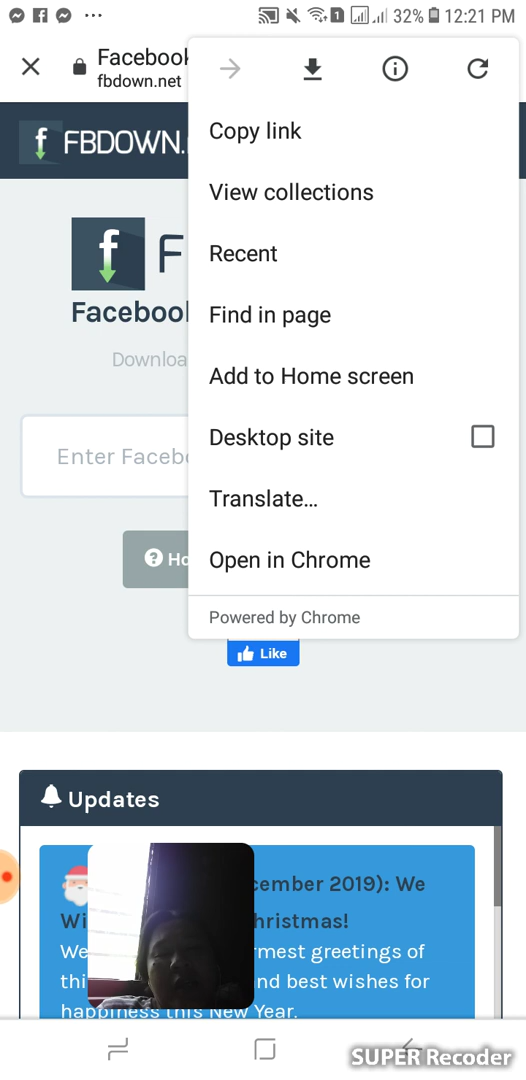 32% 12:21 PM
Facebook
fbdown.net
FBDOWN.
Copy link
View collections
Recent
Find in page
Add to Home screen
Desktop site
Translate...
Open in Chrome
Powered by Chrome
F
Facebook
Downloa
Enter Facebo
Ho
Like
Updates
cember 2019): We
Wi hristmas!
We rmest greetings of
thi nd best wishes for
happiness this New Year.
SUPER Recoder